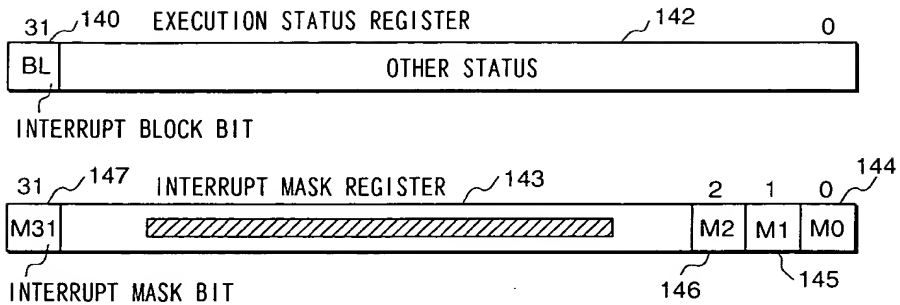 31 140 EXECUTION STATUS REGISTER 142 0
BL OTHER STATUS
INTERRUPT BLOCK BIT
31 147 INTERRUPT MASK REGISTER 143 2 1 0 144
M31 M2 M1 M0
INTERRUPT MASK BIT 146 145